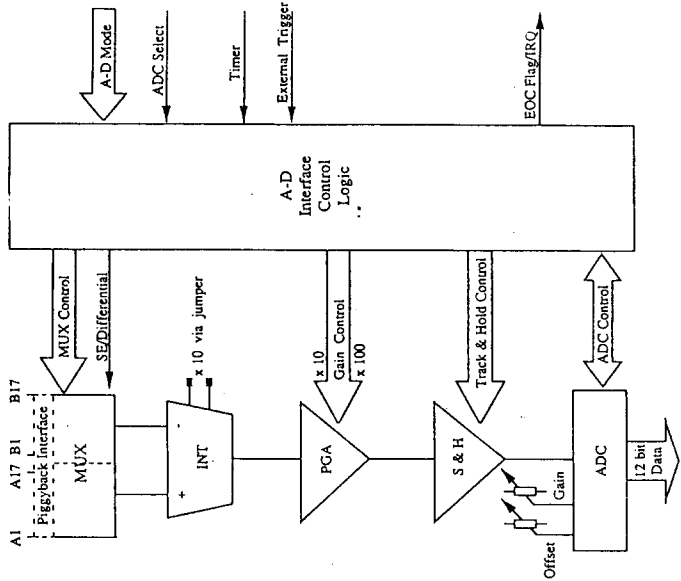 A1 A17 B1 B17
Piggyback Interface
MUX
MUX Control
SE/Differential
+ -
INT
x 10 via jumper
PGA
x 10
Gain Control
x 100
S & H
Track & Hold Control
Offset
Gain
ADC
ADC Control
12 bit
Data
A-D
Interface
Control
Logic
A-D Mode
ADC Select
Timer
External Trigger
EOC Flag/IRQ